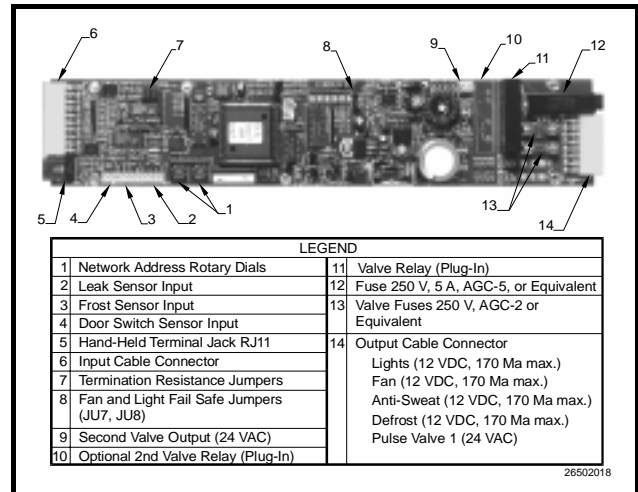 6
7
8
9
10
11
12
5
4
3
2
1
13
14
LEGEND
1 Network Address Rotary Dials
2 Leak Sensor Input
3 Frost Sensor Input
4 Door Switch Sensor Input
5 Hand-Held Terminal Jack RJ11
6 Input Cable Connector
7 Termination Resistance Jumpers
8 Fan and Light Fail Safe Jumpers
(JU7, JU8)
9 Second Valve Output (24 VAC)
10 Optional 2nd Valve Relay (Plug-In)
11 Valve Relay (Plug-In)
12 Fuse 250 V, 5 A, AGC-5, or Equivalent
13 Valve Fuses 250 V, AGC-2 or
Equivalent
14 Output Cable Connector
Lights (12 VDC, 170 Ma max.)
Fan (12 VDC, 170 Ma max.)
Anti-Sweat (12 VDC, 170 Ma max.)
Defrost (12 VDC, 170 Ma max.)
Pulse Valve 1 (24 VAC)
26502018